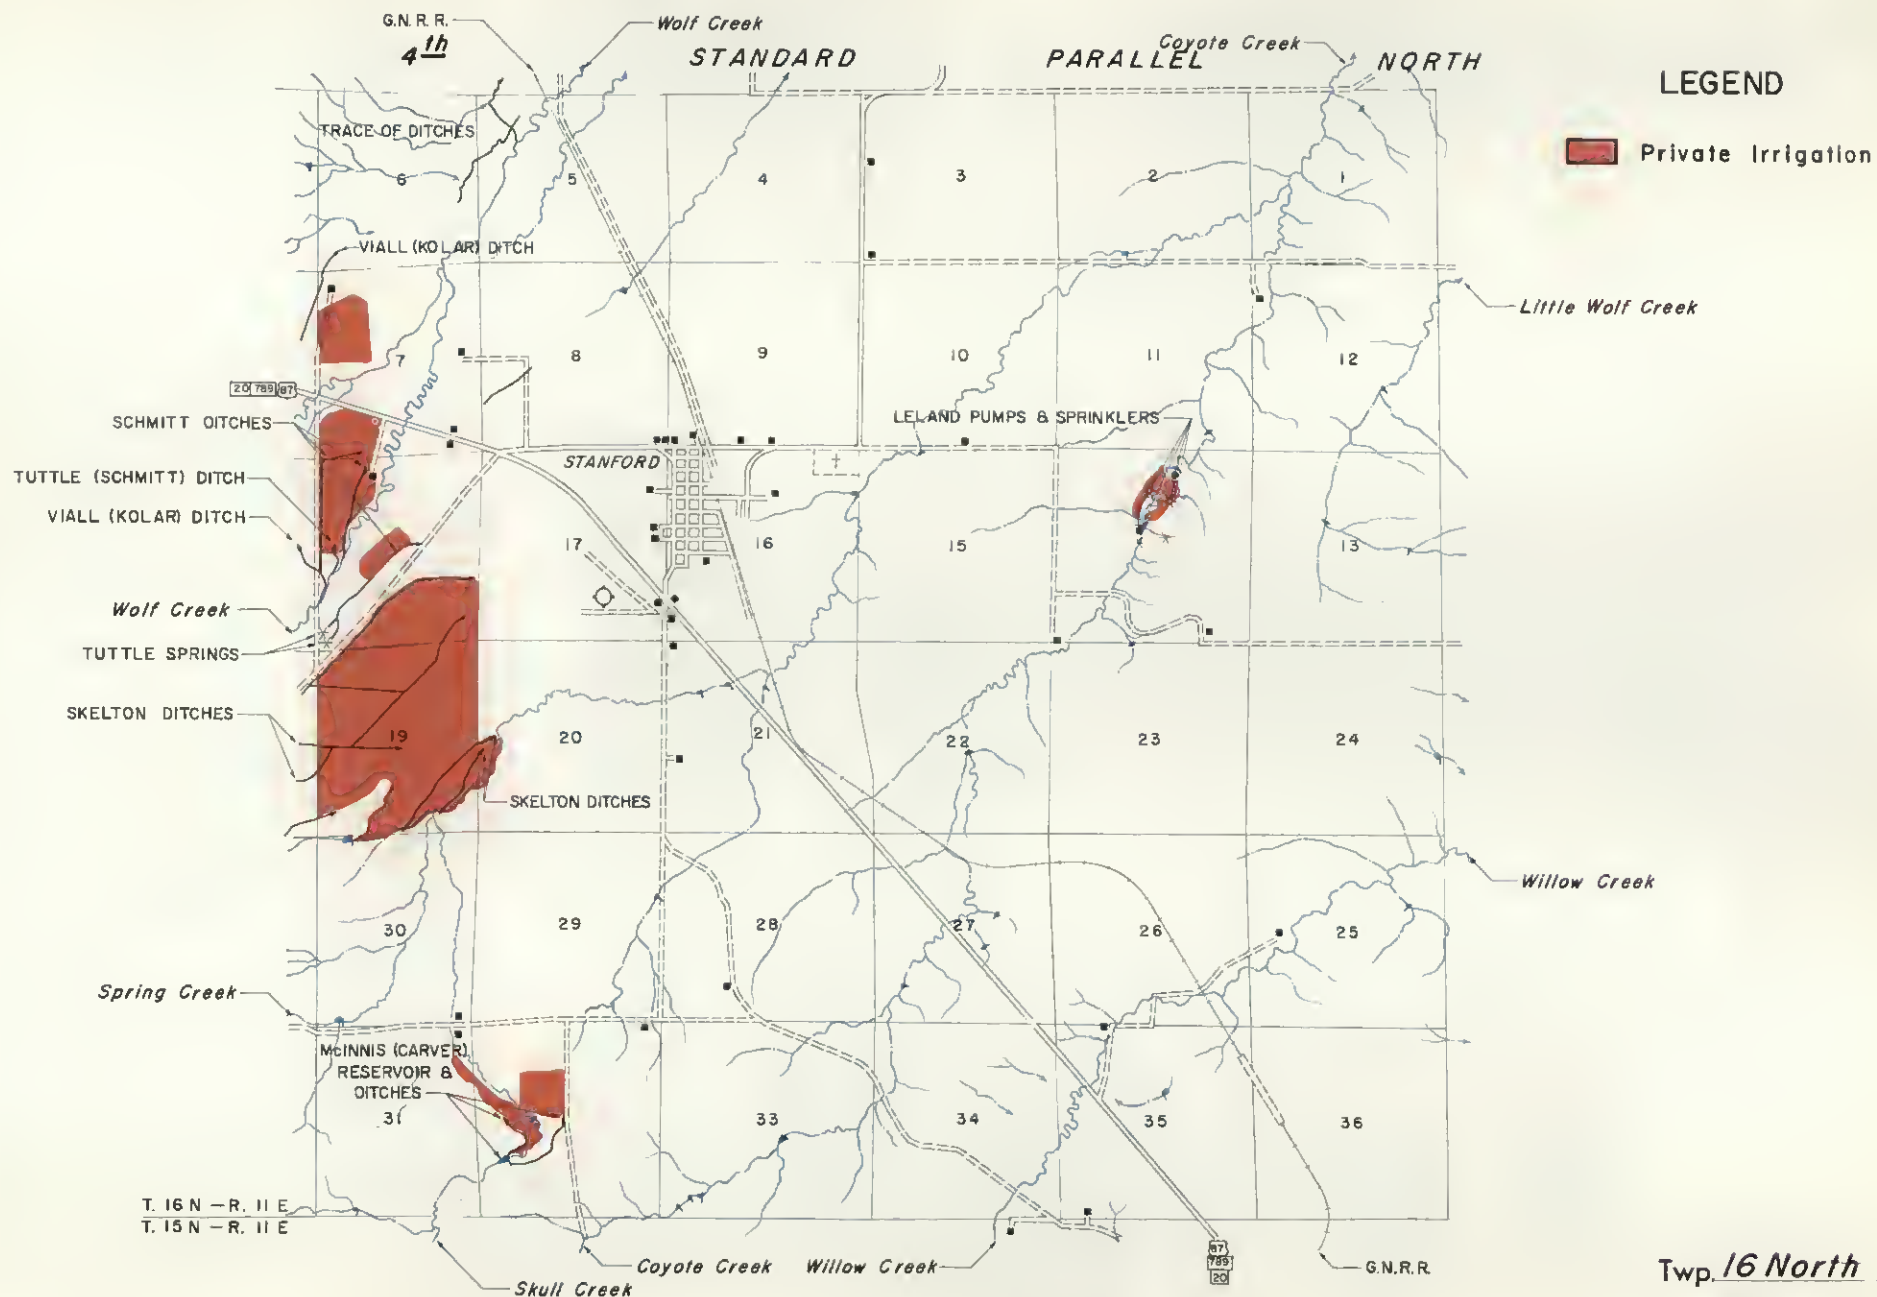 G.N.R.R.
Wolf Creek
4th STANDARD PARALLEL NORTH
Coyote Creek
LEGEND
Private Irrigation
TRACE OF DITCHES
6 5 4 3 2 1
VIALL (KOLAR) DITCH
Little Wolf Creek
7 8 9 10 11 12
20 789 87
SCHMITT DITCHES
LELAND PUMPS & SPRINKLERS
STANFORD
TUTTLE (SCHMITT) DITCH
VIALL (KOLAR) DITCH
17 16 15 13
Wolf Creek
TUTTLE SPRINGS
SKELTON DITCHES
19 20 21 22 23 24
SKELTON DITCHES
Willow Creek
30 29 28 27 26 25
Spring Creek
McINNIS (CARVER)
RESERVOIR &
DITCHES
31 33 34 35 36
T. 16 N — R. 11 E
T. 15 N — R. 11 E
87
789
20
Coyote Creek
Willow Creek
G.N.R.R.
Skull Creek
Twp. 16 North